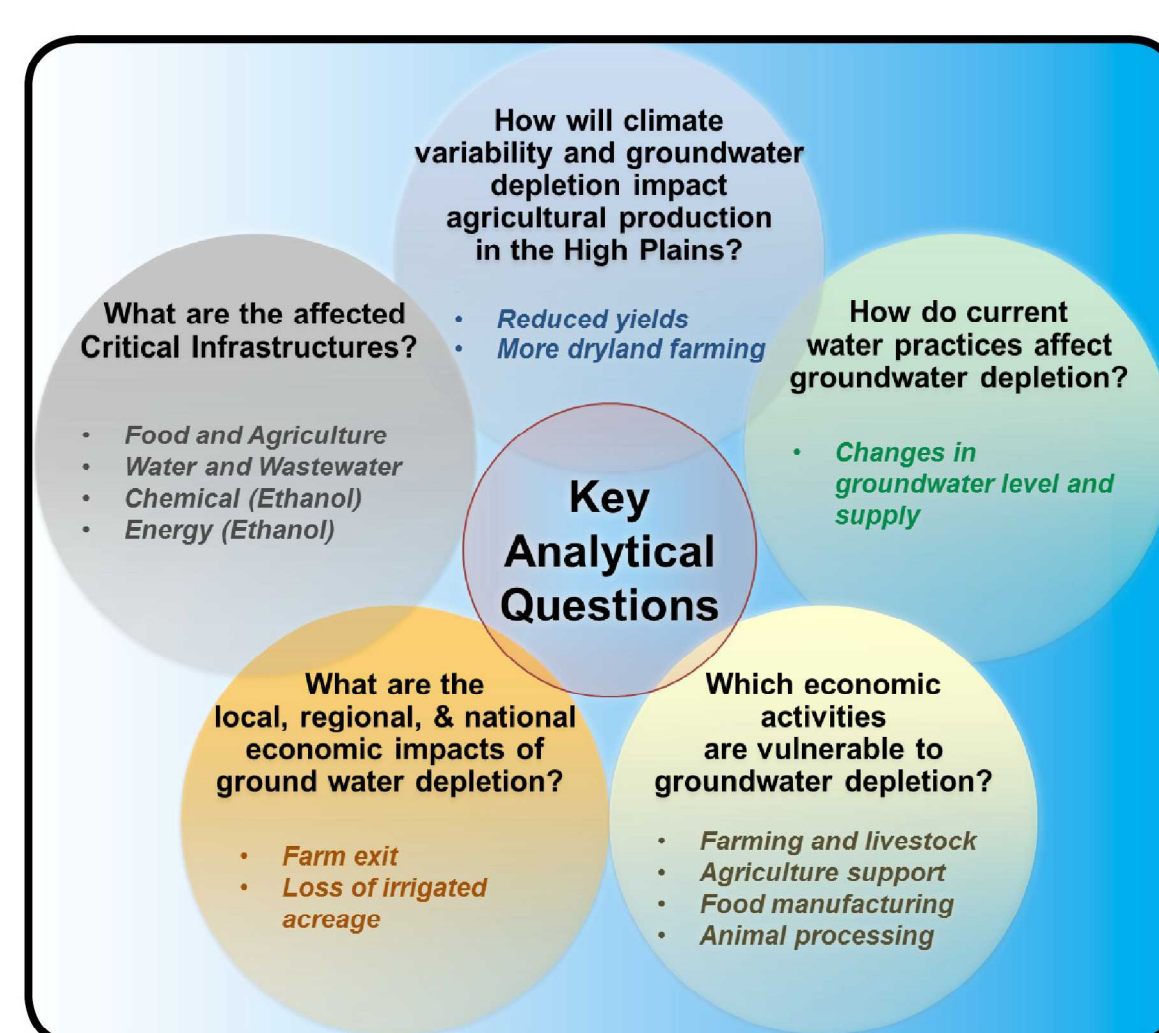 How will climate
variability and groundwater
depletion impact
agricultural production
in the High Plains?
• Reduced yields
• More dryland farming
What are the affected
Critical Infrastructures?
• Food and Agriculture
• Water and Wastewater
• Chemical (Ethanol)
• Energy (Ethanol)
How do current
water practices affect
groundwater depletion?
• Changes in
groundwater level and
supply
Key
Analytical
Questions
What are the
local, regional, & national
economic impacts of
ground water depletion?
• Farm exit
• Loss of irrigated
acreage
Which economic
activities
are vulnerable to
groundwater depletion?
• Farming and livestock
• Agriculture support
• Food manufacturing
• Animal processing